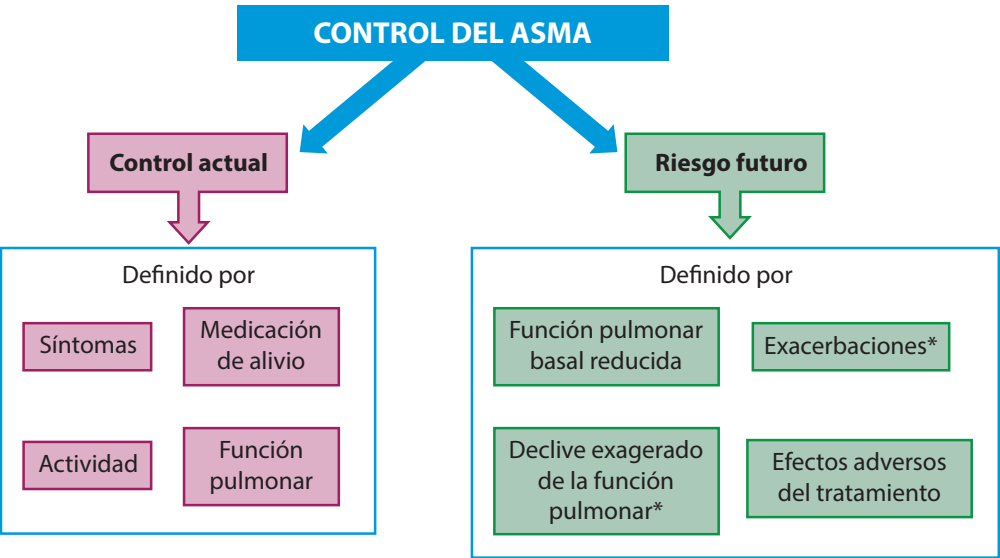 CONTROL DEL ASMA
Control actual
Riesgo futuro
Definido por
Síntomas
Medicación
de alivio
Actividad
Función
pulmonar
Definido por
Función pulmonar
basal reducida
Exacerbaciones*
Declive exagerado
de la función
pulmonar*
Efectos adversos
del tratamiento